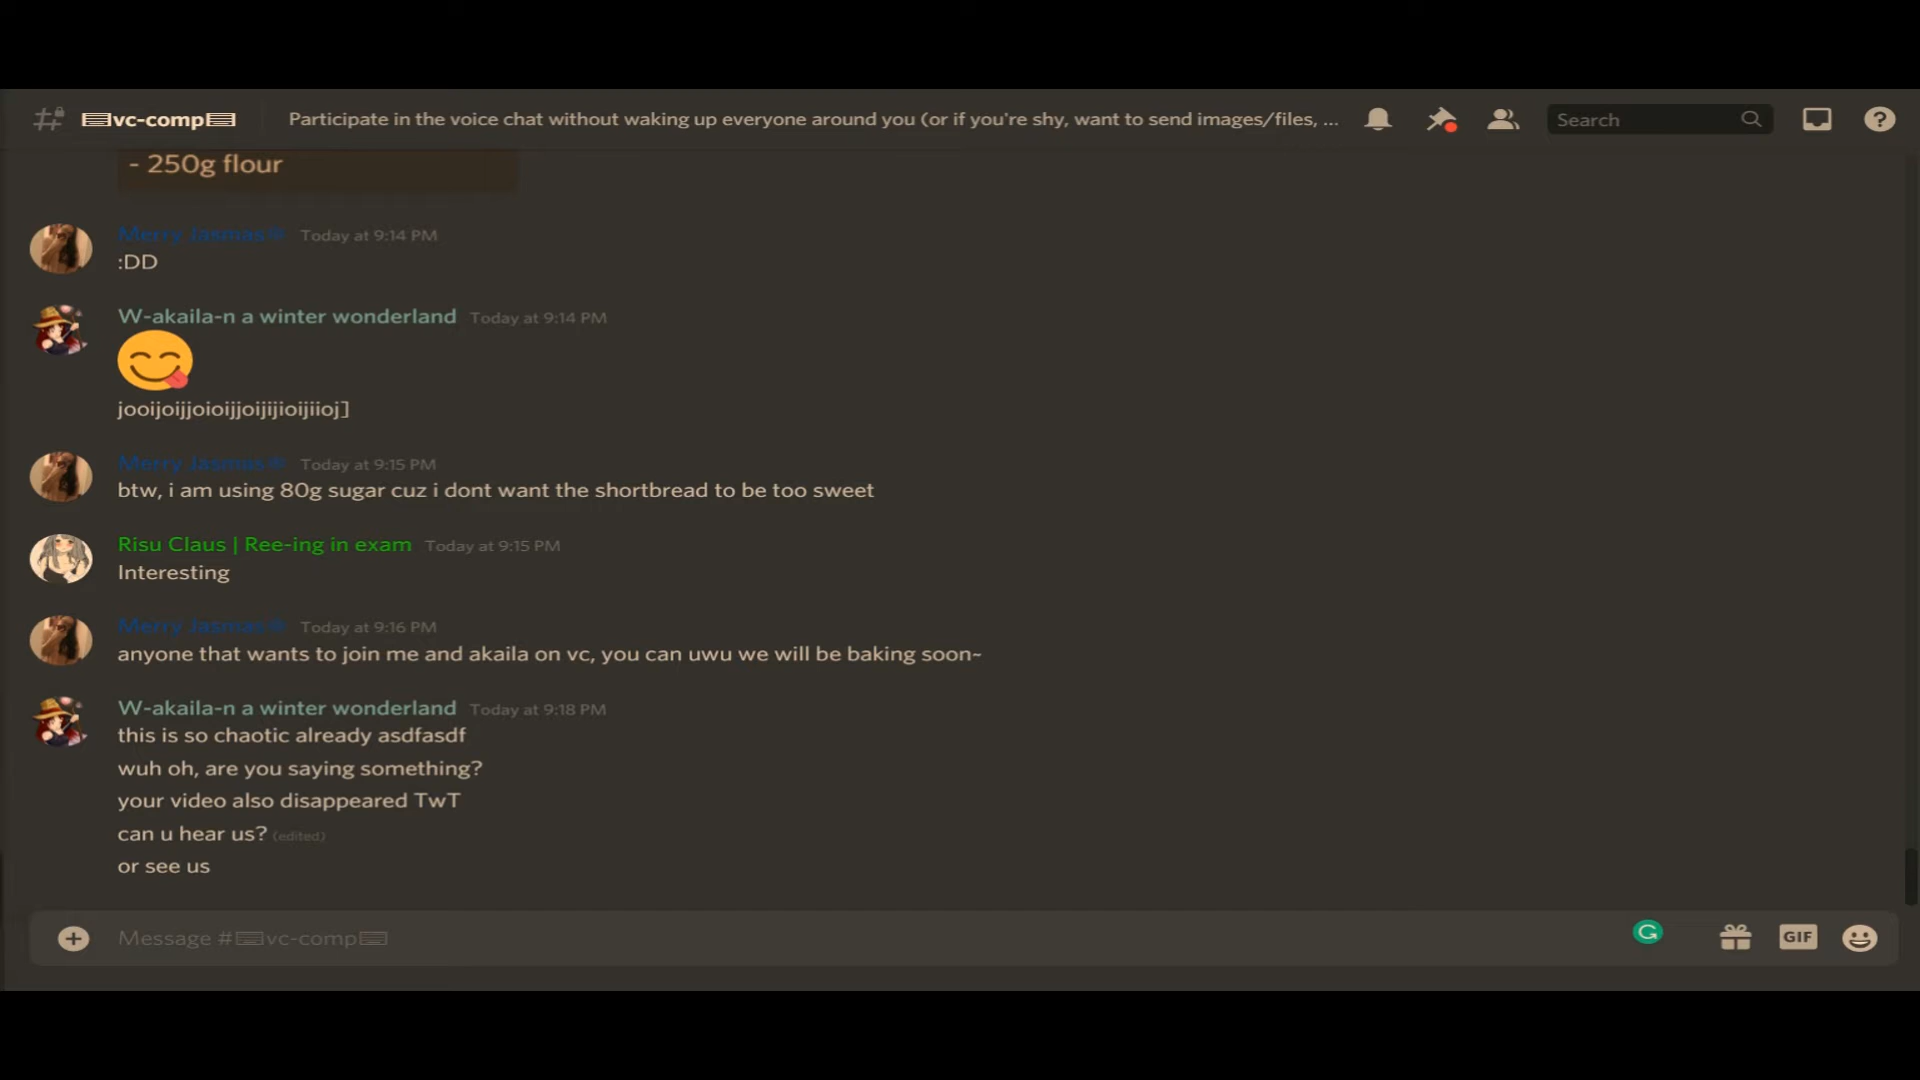 vc-comp
Participate in the voice chat without waking up everyone around you (or if you're shy, want to send images/files, ...
Search
- 250g flour
Merry Jasmas Today at 9:14 PM
:DD
W-akaila-n a winter wonderland Today at 9:14 PM
jooijoijjoioijjoijijioijiioj]
Merry Jasmas Today at 9:15 PM
btw, i am using 80g sugar cuz i dont want the shortbread to be too sweet
Risu Claus | Ree-ing in exam Today at 9:15 PM
Interesting
Merry Jasmas Today at 9:16 PM
anyone that wants to join me and akaila on vc, you can uwu we will be baking soon~
W-akaila-n a winter wonderland Today at 9:18 PM
this is so chaotic already asdfasdf
wuh oh, are you saying something?
your video also disappeared TwT
can u hear us? (edited)
or see us
Message #vc-comp
GIF